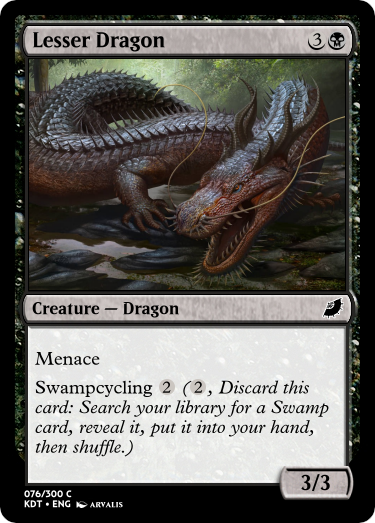 Lesser Dragon 3
Creature — Dragon
Menace
Swampcycling 2 (2, Discard this
card: Search your library for a Swamp
card, reveal it, put it into your hand,
then shuffle.)
3/3
076/300 C
KDT • ENG ARVALIS